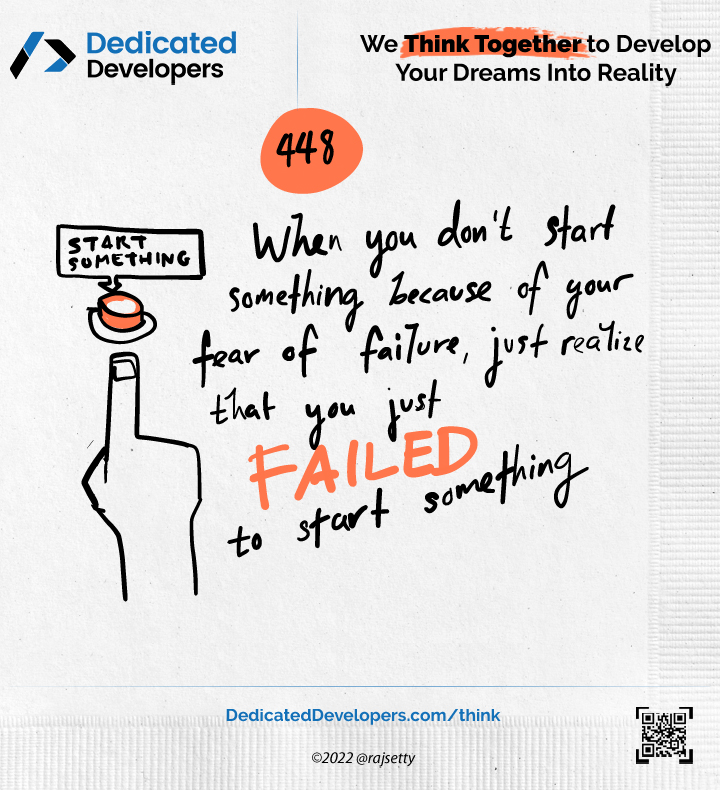 Dedicated
Developers
We Think Together to Develop
Your Dreams Into Reality
448
START
SOMETHING
When you don't start
something because of your
fear of failure, just realize
that you just
FAILED
to start something
DedicatedDevelopers.com/think
©2022 @rajsetty